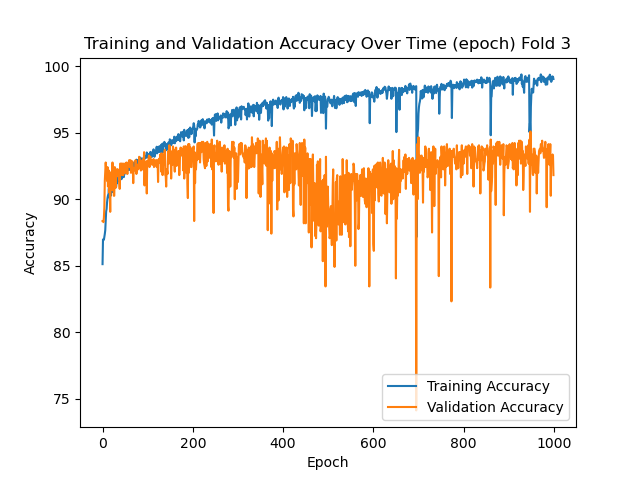 Training and Validation Accuracy Over Time (epoch) Fold 3
100
95
90
85
80
75
Accuracy
0 200 400 600 800 1000
Epoch
Training Accuracy
Validation Accuracy